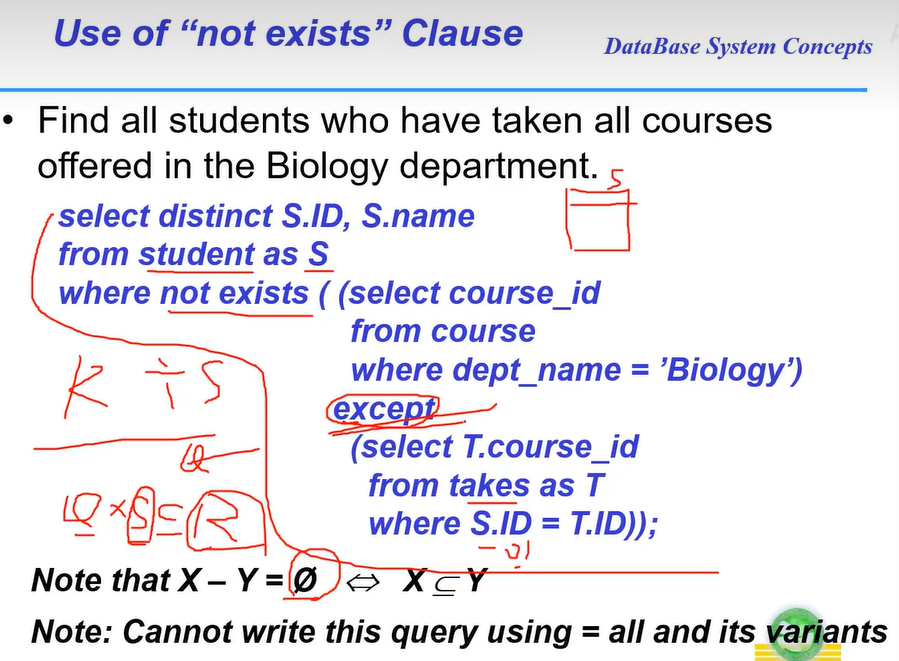 Use of “not exists” Clause
DataBase System Concepts
• Find all students who have taken all courses
offered in the Biology department.
S
select distinct S.ID, S.name
from student as S
where not exists ( (select course_id
from course
where dept_name = ’Biology’)
except
(select T.course_id
from takes as T
where S.ID = T.ID));
R ÷ S
Q × S ⊆ R
Note that X – Y = Ø ⇔ X ⊆ Y
Note: Cannot write this query using = all and its variants